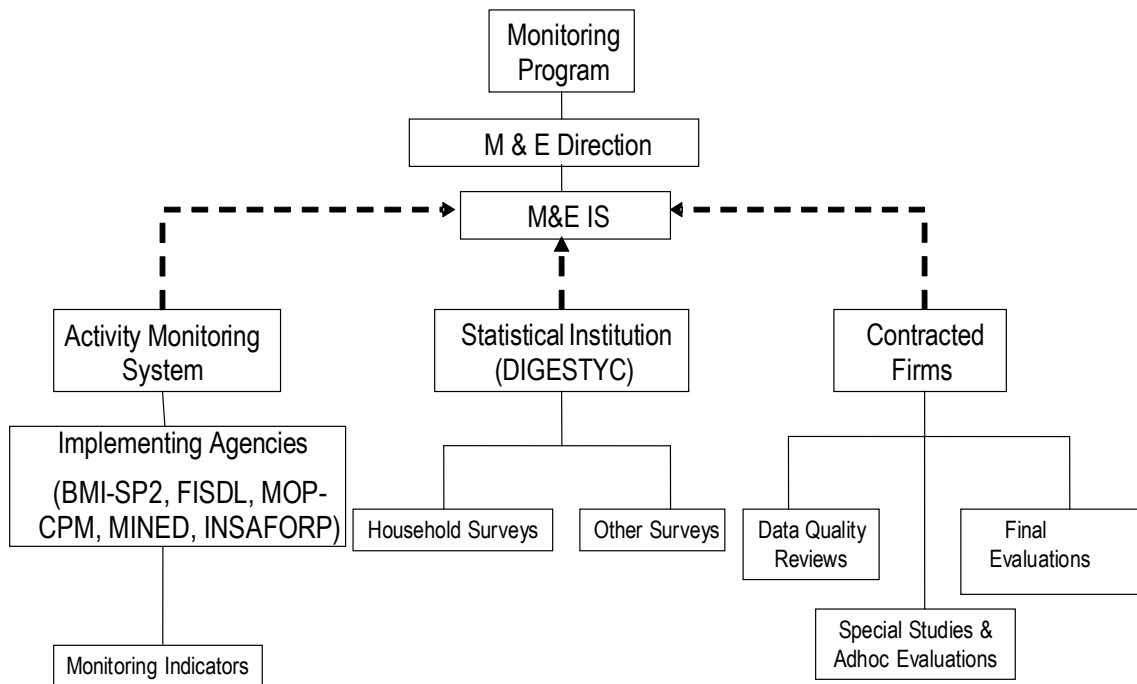 Monitoring
Program
M & E Direction
M&E IS
Activity Monitoring
System
Statistical Institution
(DIGESTYC)
Contracted
Firms
Implementing Agencies
(BMI-SP2, FISDL, MOP-
CPM, MINED, INSAFORP)
Household Surveys
Other Surveys
Data Quality
Reviews
Final
Evaluations
Special Studies &
Adhoc Evaluations
Monitoring Indicators